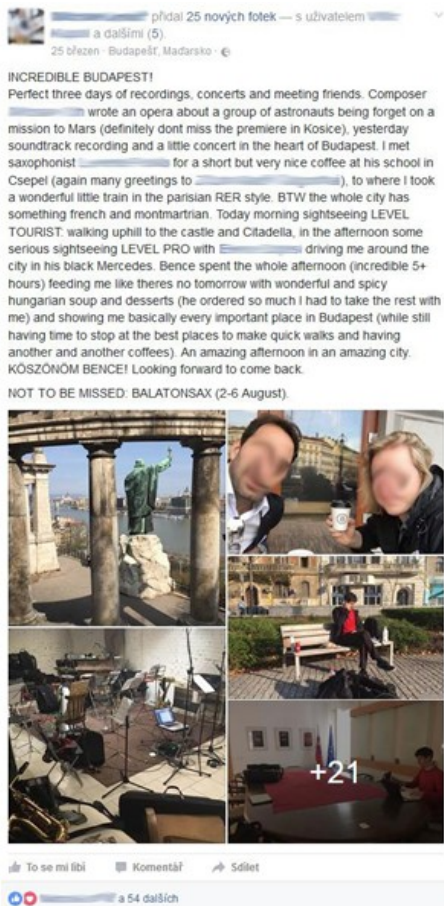 přidal 25 nových fotek — s uživatelem
a dalšími (5).
25 březen · Budapešť, Maďarsko ·
INCREDIBLE BUDAPEST!
Perfect three days of recordings, concerts and meeting friends. Composer
wrote an opera about a group of astronauts being forget on a
mission to Mars (definitely dont miss the premiere in Kosice), yesterday
soundtrack recording and a little concert in the heart of Budapest. I met
saxophonist for a short but very nice coffee at his school in
Csepel (again many greetings to ), to where I took
a wonderful little train in the parisian RER style. BTW the whole city has
something french and montmartrian. Today morning sightseeing LEVEL
TOURIST: walking uphill to the castle and Citadella, in the afternoon some
serious sightseeing LEVEL PRO with driving me around the
city in his black Mercedes. Bence spent the whole afternoon (incredible 5+
hours) feeding me like theres no tomorrow with wonderful and spicy
hungarian soup and desserts (he ordered so much I had to take the rest with
me) and showing me basically every important place in Budapest (while still
having time to stop at the best places to make quick walks and having
another and another coffees). An amazing afternoon in an amazing city.
KÖSZÖNÖM BENCE! Looking forward to come back.
NOT TO BE MISSED: BALATONSAX (2-6 August).
+21
To se mi líbí Komentář Sdílet
a 54 dalších